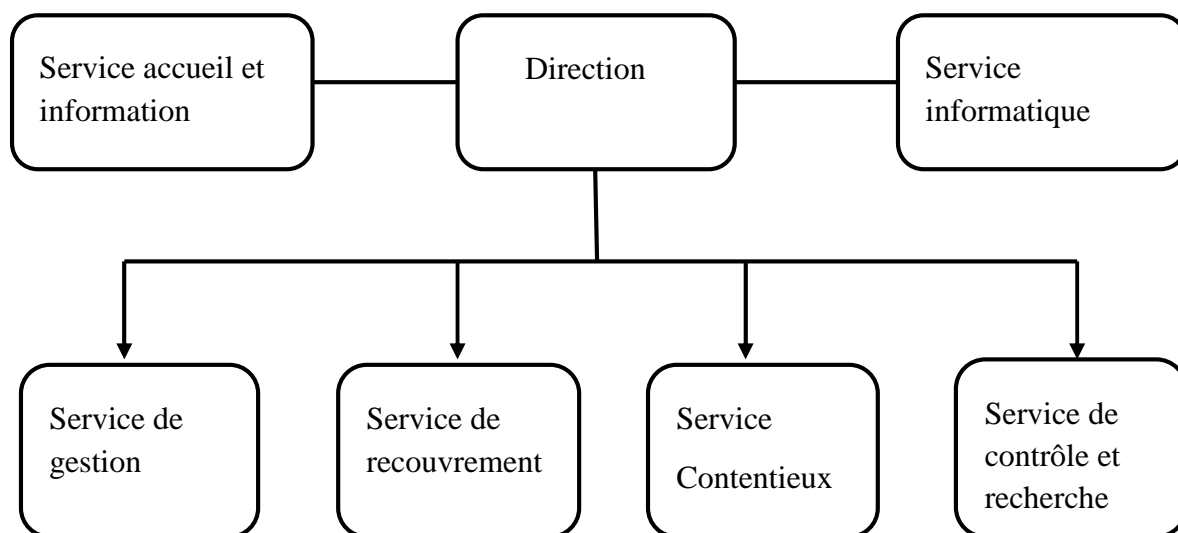 Service accueil et
information
Direction
Service
informatique
Service de
gestion
Service de
recouvrement
Service
Contentieux
Service de
contrôle et
recherche